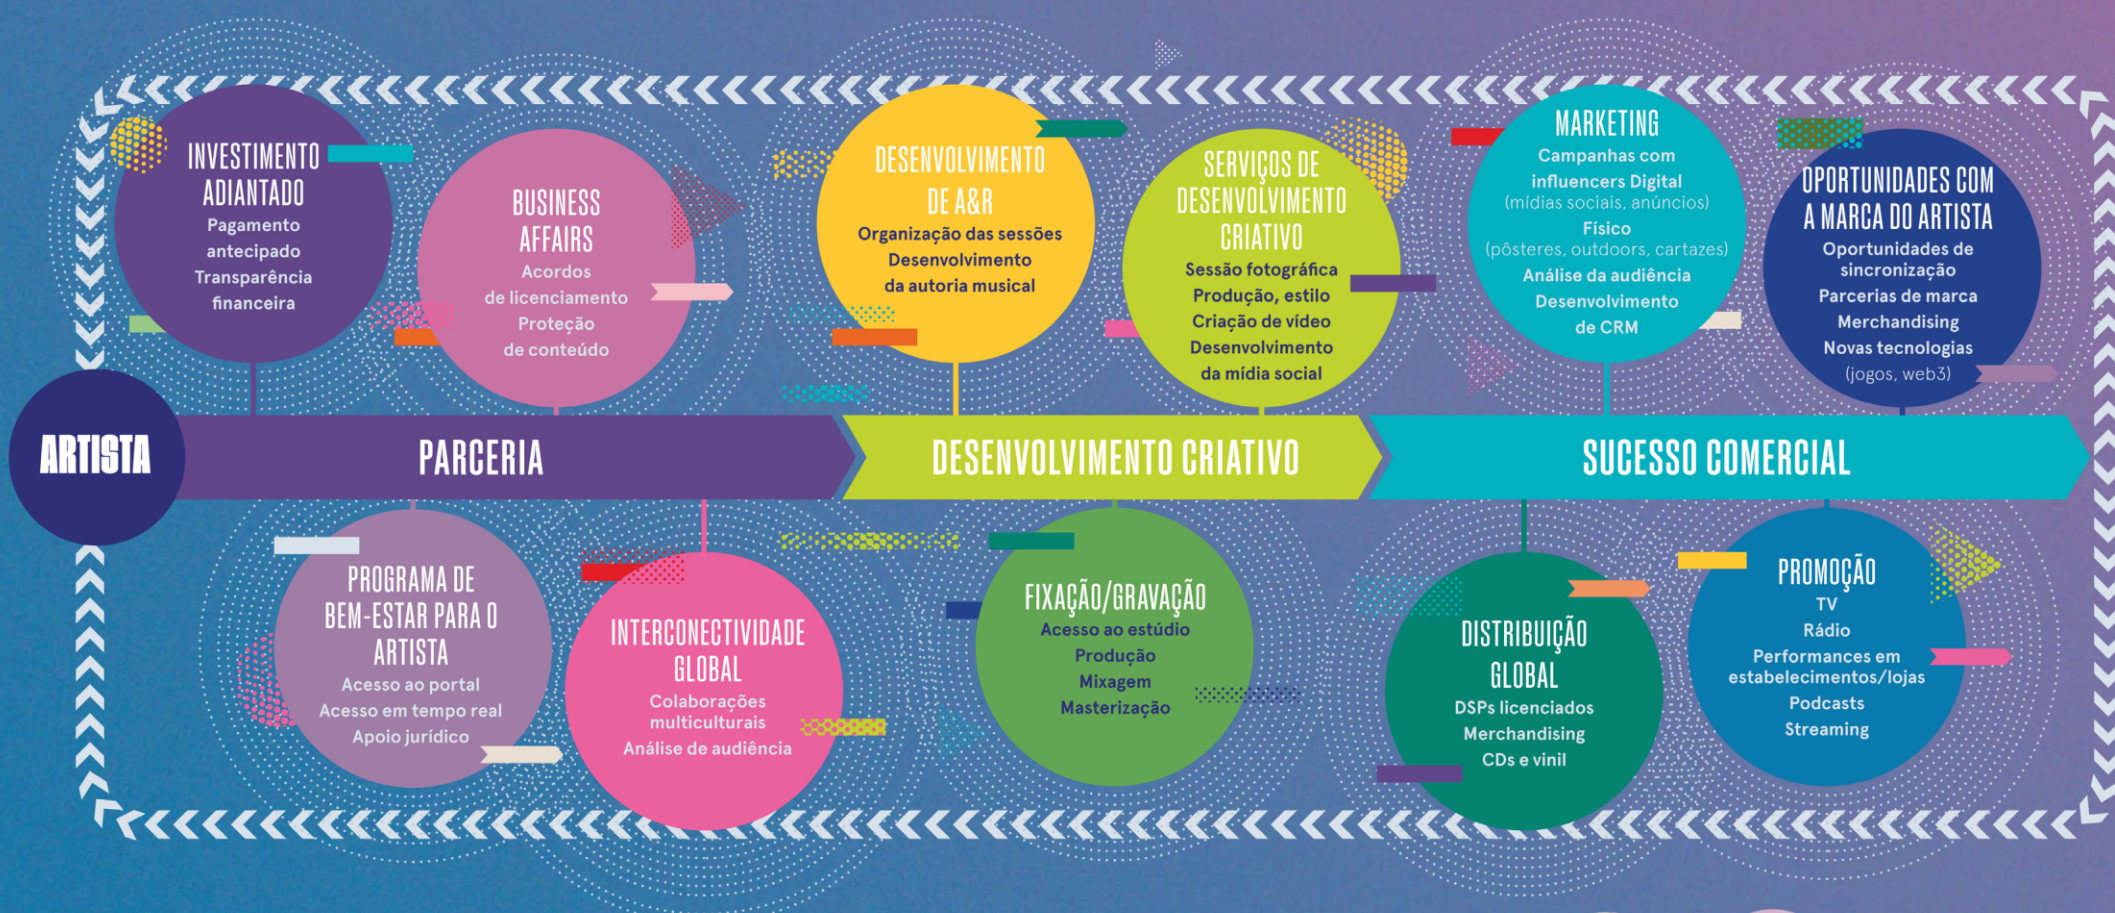 INVESTIMENTO
ADIANTADO
Pagamento
antecipado
Transparência
financeira
BUSINESS
AFFAIRS
Acordos
de licenciamento
Proteção
de conteúdo
DESENVOLVIMENTO
DE A&R
Organização das sessões
Desenvolvimento
da autoria musical
SERVIÇOS DE
DESENVOLVIMENTO
CRIATIVO
Sessão fotográfica
Produção, estilo
Criação de vídeo
Desenvolvimento
da mídia social
MARKETING
Campanhas com
influencers Digital
(mídias sociais, anúncios)
Físico
(pôsteres, outdoors, cartazes)
Análise da audiência
Desenvolvimento
de CRM
OPORTUNIDADES COM
A MARCA DO ARTISTA
Oportunidades de
sincronização
Parcerias de marca
Merchandising
Novas tecnologias
(jogos, web3)
ARTISTA
PARCERIA
DESENVOLVIMENTO CRIATIVO
SUCESSO COMERCIAL
PROGRAMA DE
BEM-ESTAR PARA O
ARTISTA
Acesso ao portal
Acesso em tempo real
Apoio jurídico
INTERCONECTIVIDADE
GLOBAL
Colaborações
multiculturais
Análise de audiência
FIXAÇÃO/GRAVAÇÃO
Acesso ao estúdio
Produção
Mixagem
Masterização
DISTRIBUIÇÃO
GLOBAL
DSPs licenciados
Merchandising
CDs e vinil
PROMOÇÃO
TV
Rádio
Performances em
estabelecimentos/lojas
Podcasts
Streaming